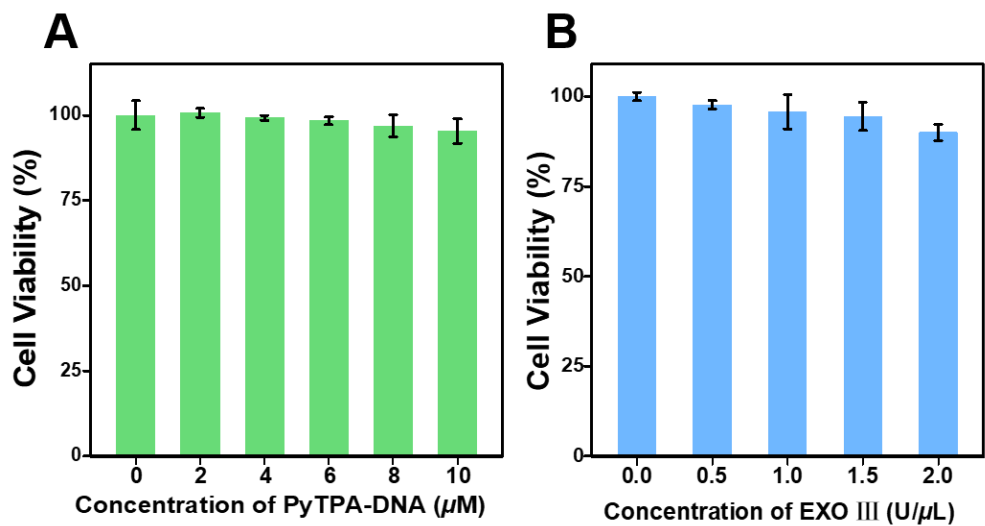 A
Cell Viability (%)
100
75
50
25
0
0 2 4 6 8 10
Concentration of PyTPA-DNA (μM)
B
Cell Viability (%)
100
75
50
25
0
0.0 0.5 1.0 1.5 2.0
Concentration of EXO Ⅲ (U/μL)